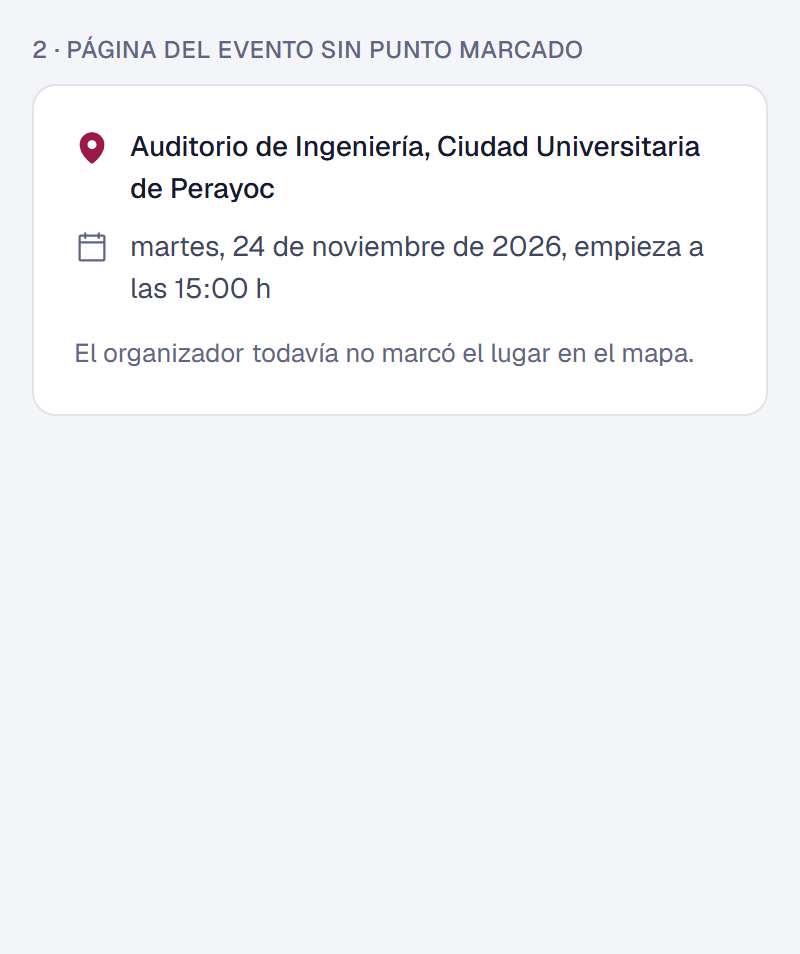 2 · PÁGINA DEL EVENTO SIN PUNTO MARCADO
Auditorio de Ingeniería, Ciudad Universitaria
de Perayoc
martes, 24 de noviembre de 2026, empieza a
las 15:00 h
El organizador todavía no marcó el lugar en el mapa.